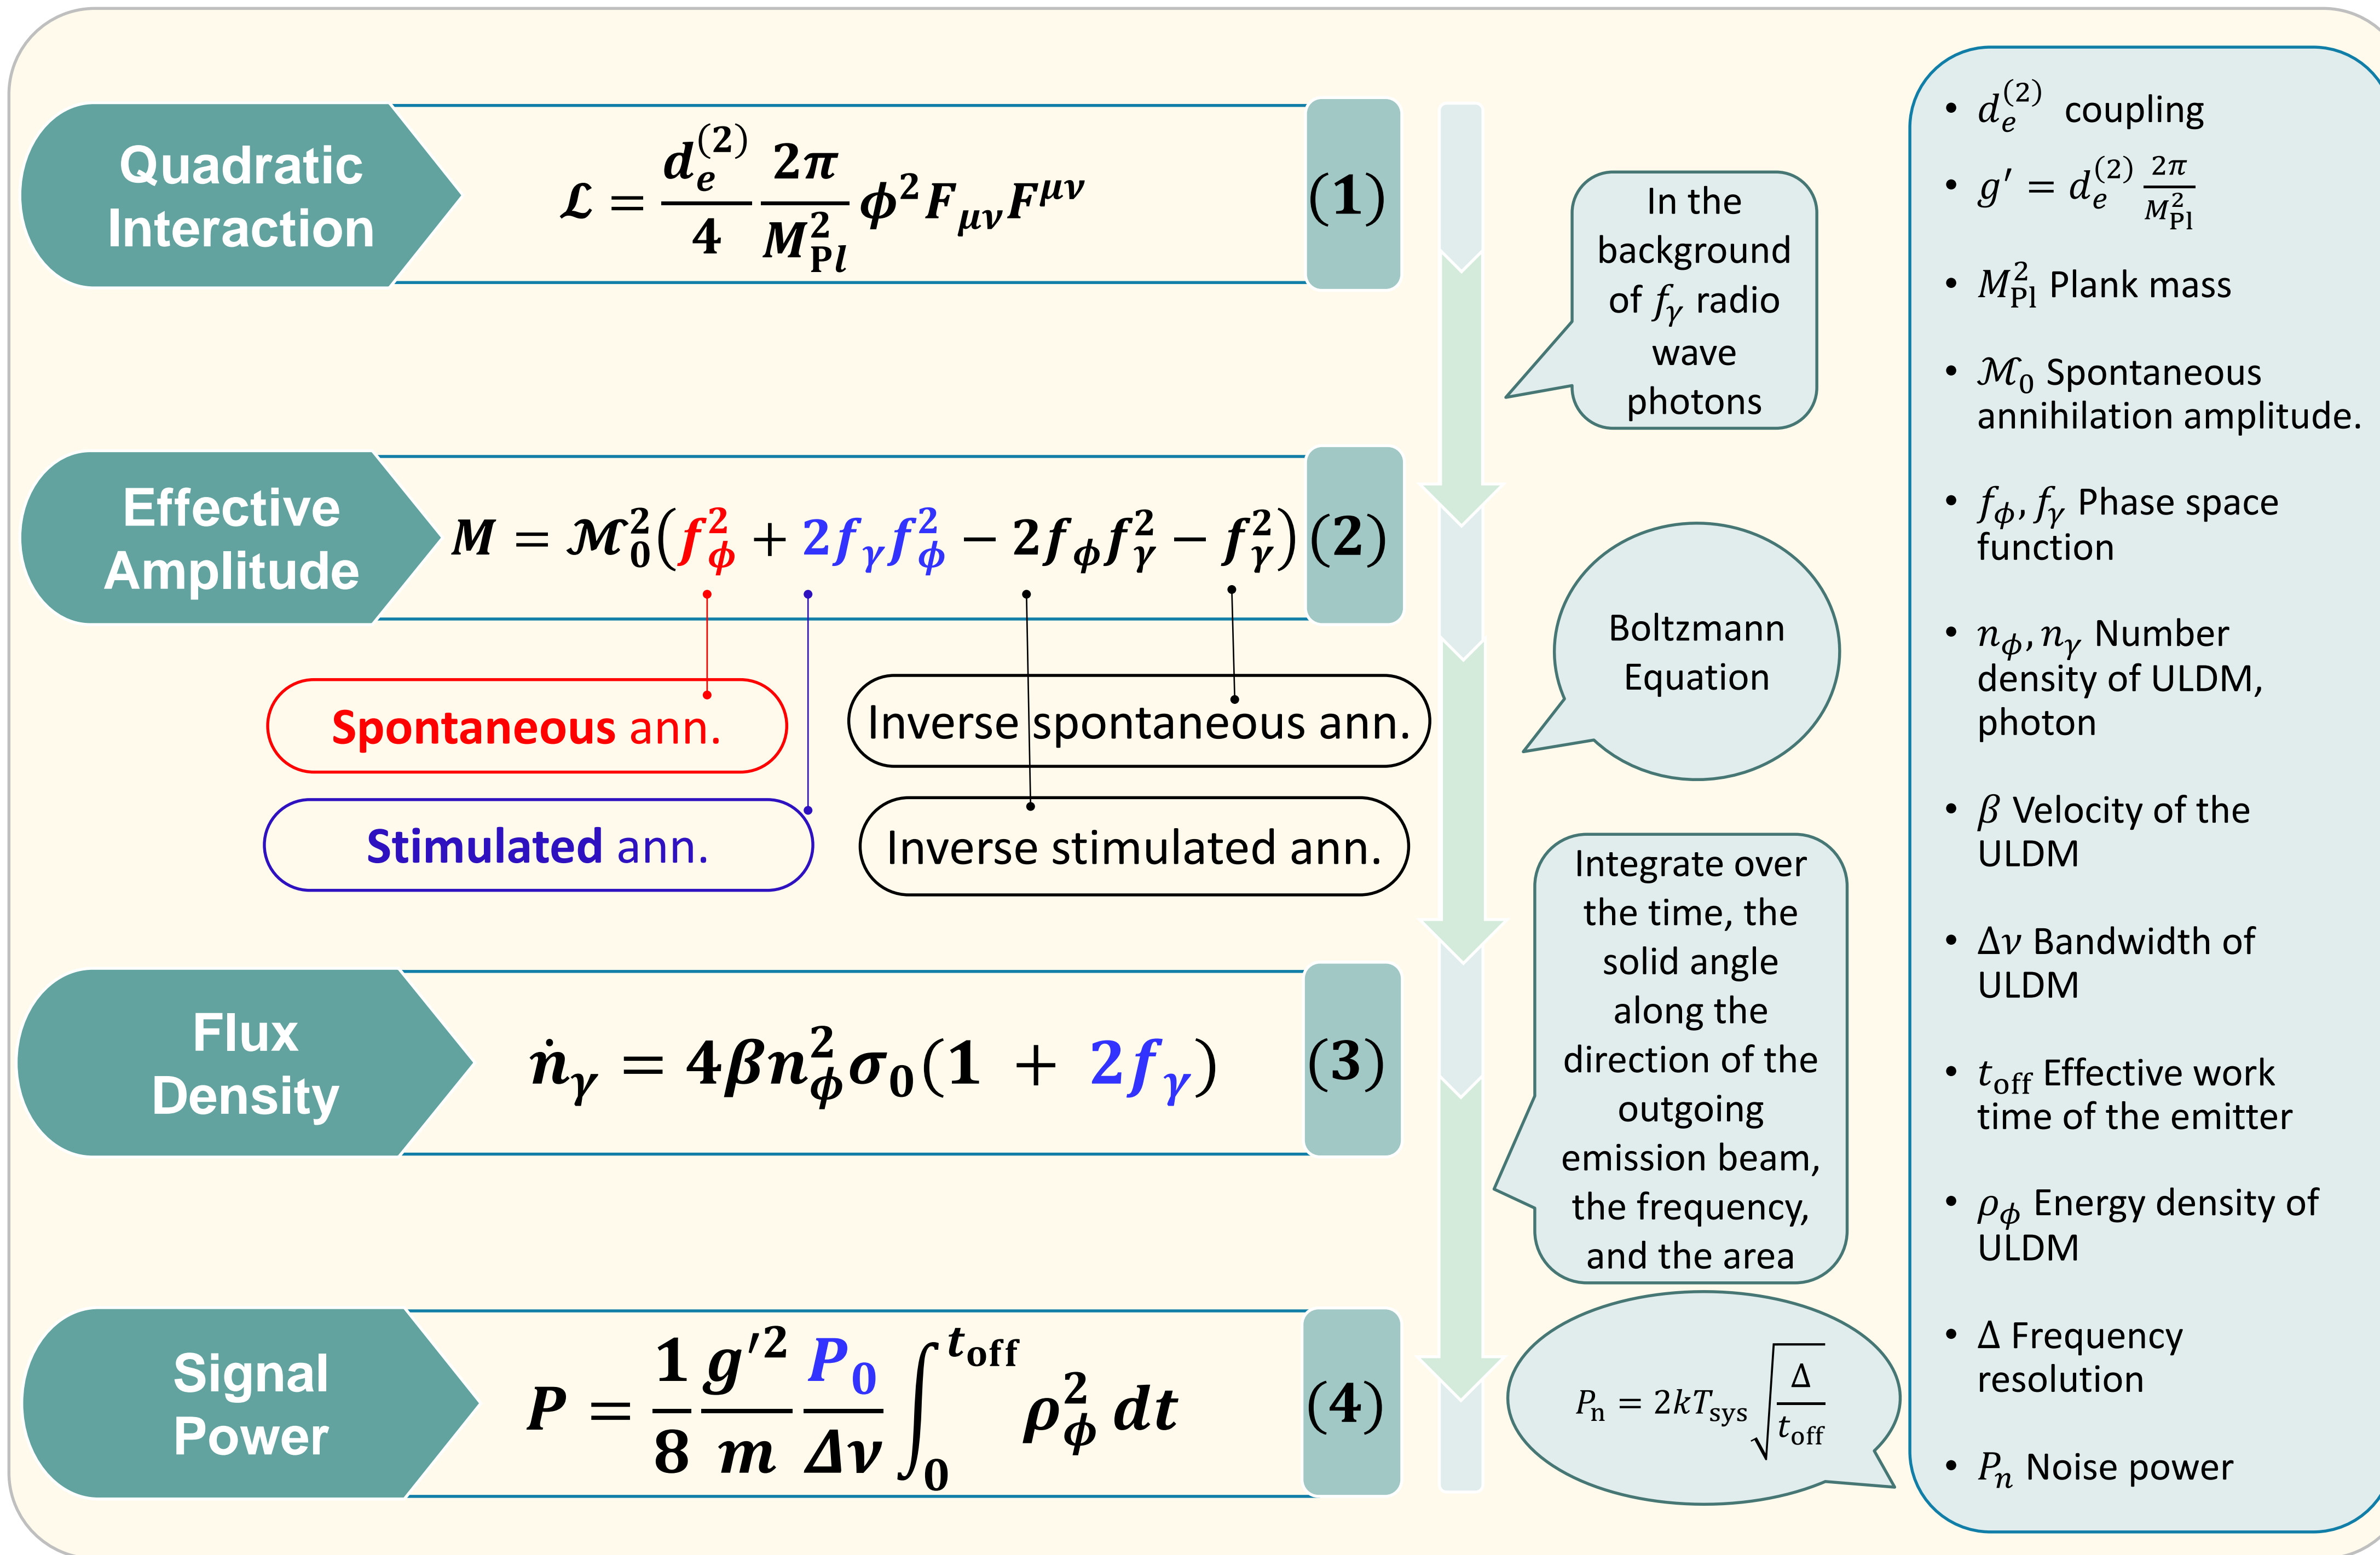 Quadratic
Interaction
ℒ = d_e^(2)/4 2π/M_Pl^2 ϕ^2 F_μν F^μν
(1)
In the
background
of f_γ radio
wave
photons
Effective
Amplitude
M = ℳ_0^2(f_ϕ^2 + 2f_γ f_ϕ^2 − 2f_ϕ f_γ^2 − f_γ^2)
(2)
Spontaneous ann.
Inverse spontaneous ann.
Stimulated ann.
Inverse stimulated ann.
Boltzmann
Equation
Flux
Density
ṅ_γ = 4βn_ϕ^2 σ_0(1 + 2f_γ)
(3)
Integrate over
the time, the
solid angle
along the
direction of the
outgoing
emission beam,
the frequency,
and the area
Signal
Power
P = 1/8 g′^2/m P_0/Δν ∫_0^t_off ρ_ϕ^2 dt
(4)
P_n = 2kT_sys √(Δ/t_off)
• d_e^(2) coupling
• g′ = d_e^(2) 2π/M_Pl^2
• M_Pl^2 Plank mass
• ℳ_0 Spontaneous
annihilation amplitude.
• f_ϕ, f_γ Phase space
function
• n_ϕ, n_γ Number
density of ULDM,
photon
• β Velocity of the
ULDM
• Δν Bandwidth of
ULDM
• t_off Effective work
time of the emitter
• ρ_ϕ Energy density of
ULDM
• Δ Frequency
resolution
• P_n Noise power